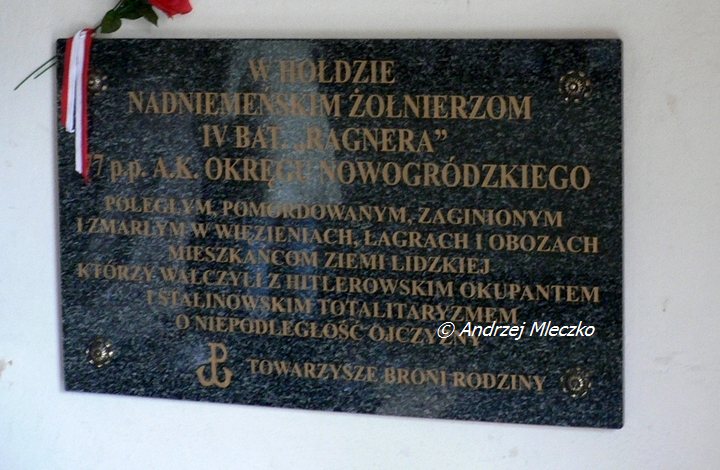 W HOŁDZIE
NADNIEMEŃSKIM ŻOŁNIERZOM
IV BAT. „RAGNERA”
77 p.p. A.K. OKRĘGU NOWOGRÓDZKIEGO
POLEGŁYM, POMORDOWANYM, ZAGINIONYM
I ZMARŁYM W WIĘZIENIACH, ŁAGRACH I OBOZACH
MIESZKAŃCOM ZIEMI LIDZKIEJ
KTÓRZY WALCZYLI Z HITLEROWSKIM OKUPANTEM
I STALINOWSKIM TOTALITARYZMEM
O NIEPODLEGŁOŚĆ OJCZYZNY
© Andrzej Mleczko
TOWARZYSZE BRONI RODZINY